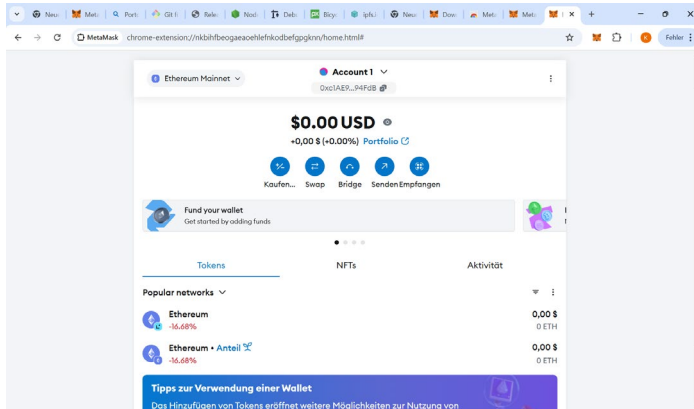 Neu
Meta
Port
Git I
Rele
Nod
Debu
Bicy
ipfs.i
Neu
Dow
Meta
Meta
MetaMask chrome-extension://nkbihfbeogaeaoehlefnkodbefgpgknn/home.html#
K Fehler
Ethereum Mainnet
Account 1
0xc1AE9...94FdB
$0.00 USD
+0,00 $ (+0.00%) Portfolio
Kaufen... Swap Bridge Senden Empfangen
Fund your wallet
Get started by adding funds
Tokens NFTs Aktivität
Popular networks
Ethereum 0,00 $
-16.68% 0 ETH
Ethereum • Anteil 0,00 $
-16.68% 0 ETH
Tipps zur Verwendung einer Wallet
Das Hinzufügen von Tokens eröffnet weitere Möglichkeiten zur Nutzung von